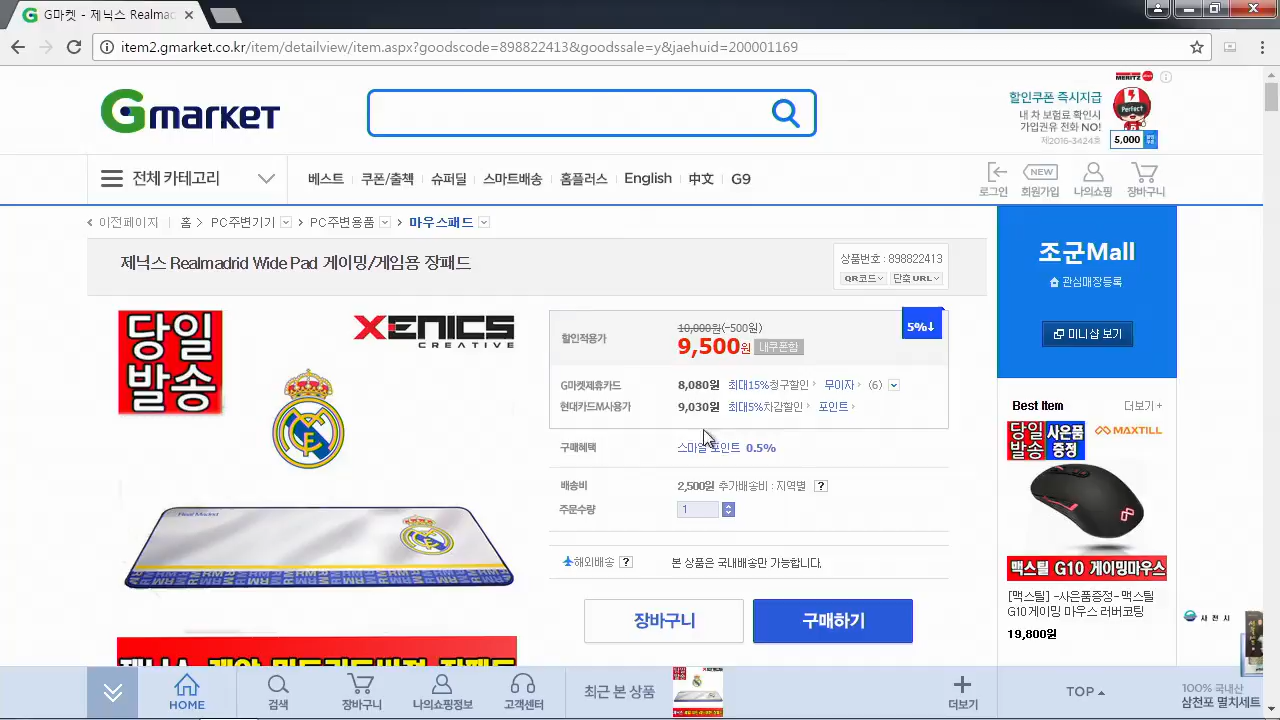 G마켓 - 제닉스 Realma
item2.gmarket.co.kr/item/detailview/item.aspx?goodscode=898822413&goodssale=y&jaehuid=200001169
Gmarket
MERITZ
할인쿠폰 즉시지급
내 차 보험료 확인시
가입권유 전화 NO!
제2016-3424호
Perfect
5,000
전체 카테고리
베스트
쿠폰/출첵
슈퍼딜
스마트배송
홈플러스
English
中文
G9
로그인
NEW
회원가입
나의쇼핑
장바구니
이전페이지
홈 > PC주변기기 > PC주변용품 > 마우스패드
제닉스 Realmadrid Wide Pad 게이밍/게임용 장패드
상품번호 : 898822413
QR코드
단축 URL
조군Mall
관심매장등록
미니샵 보기
당일
발송
XENICS
CREATIVE
Real Madrid
할인적용가
10,000원(-500원)
9,500원
내쿠폰함
5%↓
G마켓제휴카드
8,080원
최대15%청구할인
무이자
(6)
현대카드M사용가
9,030원
최대5%차감할인
포인트
구매혜택
스마일 포인트 0.5%
배송비
2,500원 추가배송비 : 지역별 ?
주문수량
1
해외배송 ?
본 상품은 국내배송만 가능합니다.
장바구니
구매하기
Best Item
더보기+
당일
발송
사은품
증정
MAXTILL
맥스틸 G10 게이밍마우스
[맥스틸] -사은품증정- 맥스틸
G10게이밍 마우스 러버코팅
19,800원
사천시
HOME
검색
장바구니
나의쇼핑정보
고객센터
최근 본 상품
더보기
TOP
100% 국내산
삼천포 멸치세트